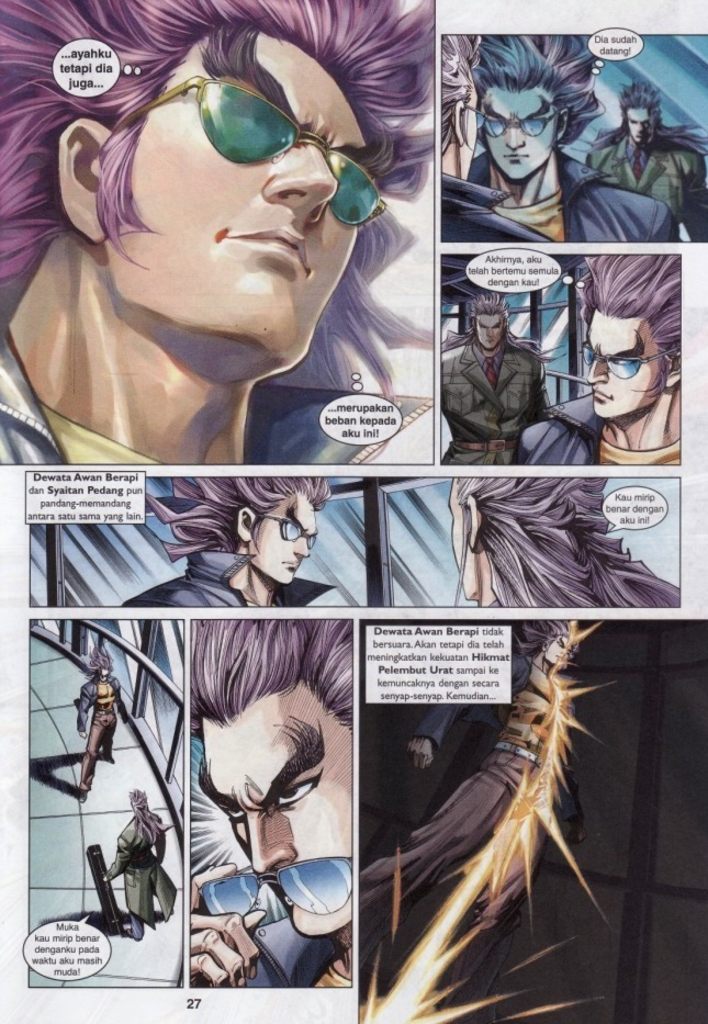 ...ayahku
tetapi dia
juga...
...merupakan
beban kepada
aku ini!
Dia sudah
datang!
Akhirnya, aku
telah bertemu semula
dengan kau!
Dewata Awan Berapi
dan Syaitan Pedang pun
pandang-memandang
antara satu sama yang lain.
Kau mirip
benar dengan
aku ini!
Muka
kau mirip benar
denganku pada
waktu aku masih
muda!
Dewata Awan Berapi tidak
bersuara. Akan tetapi dia telah
meningkatkan kekuatan Hikmat
Pelembut Urat sampai ke
kemuncaknya dengan secara
senyap-senyap. Kemudian...
27